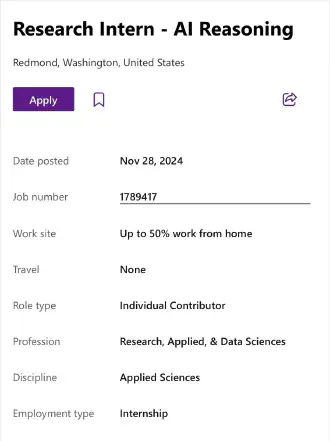 Research Intern - AI Reasoning
Redmond, Washington, United States
Apply
Date posted Nov 28, 2024
Job number 1789417
Work site Up to 50% work from home
Travel None
Role type Individual Contributor
Profession Research, Applied, & Data Sciences
Discipline Applied Sciences
Employment type Internship